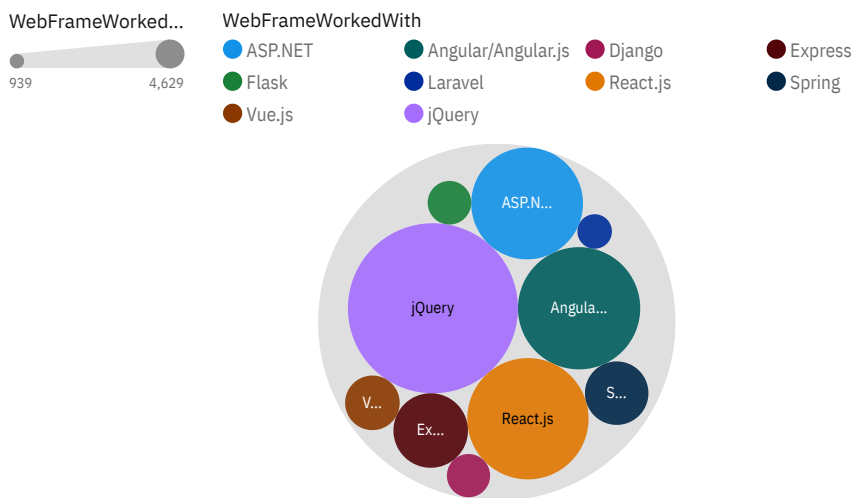 WebFrameWorked...
939 4,629
WebFrameWorkedWith
ASP.NET Angular/Angular.js Django Express
Flask Laravel React.js Spring
Vue.js jQuery
ASP.N...
jQuery Angula...
S...
V...
React.js
Ex...